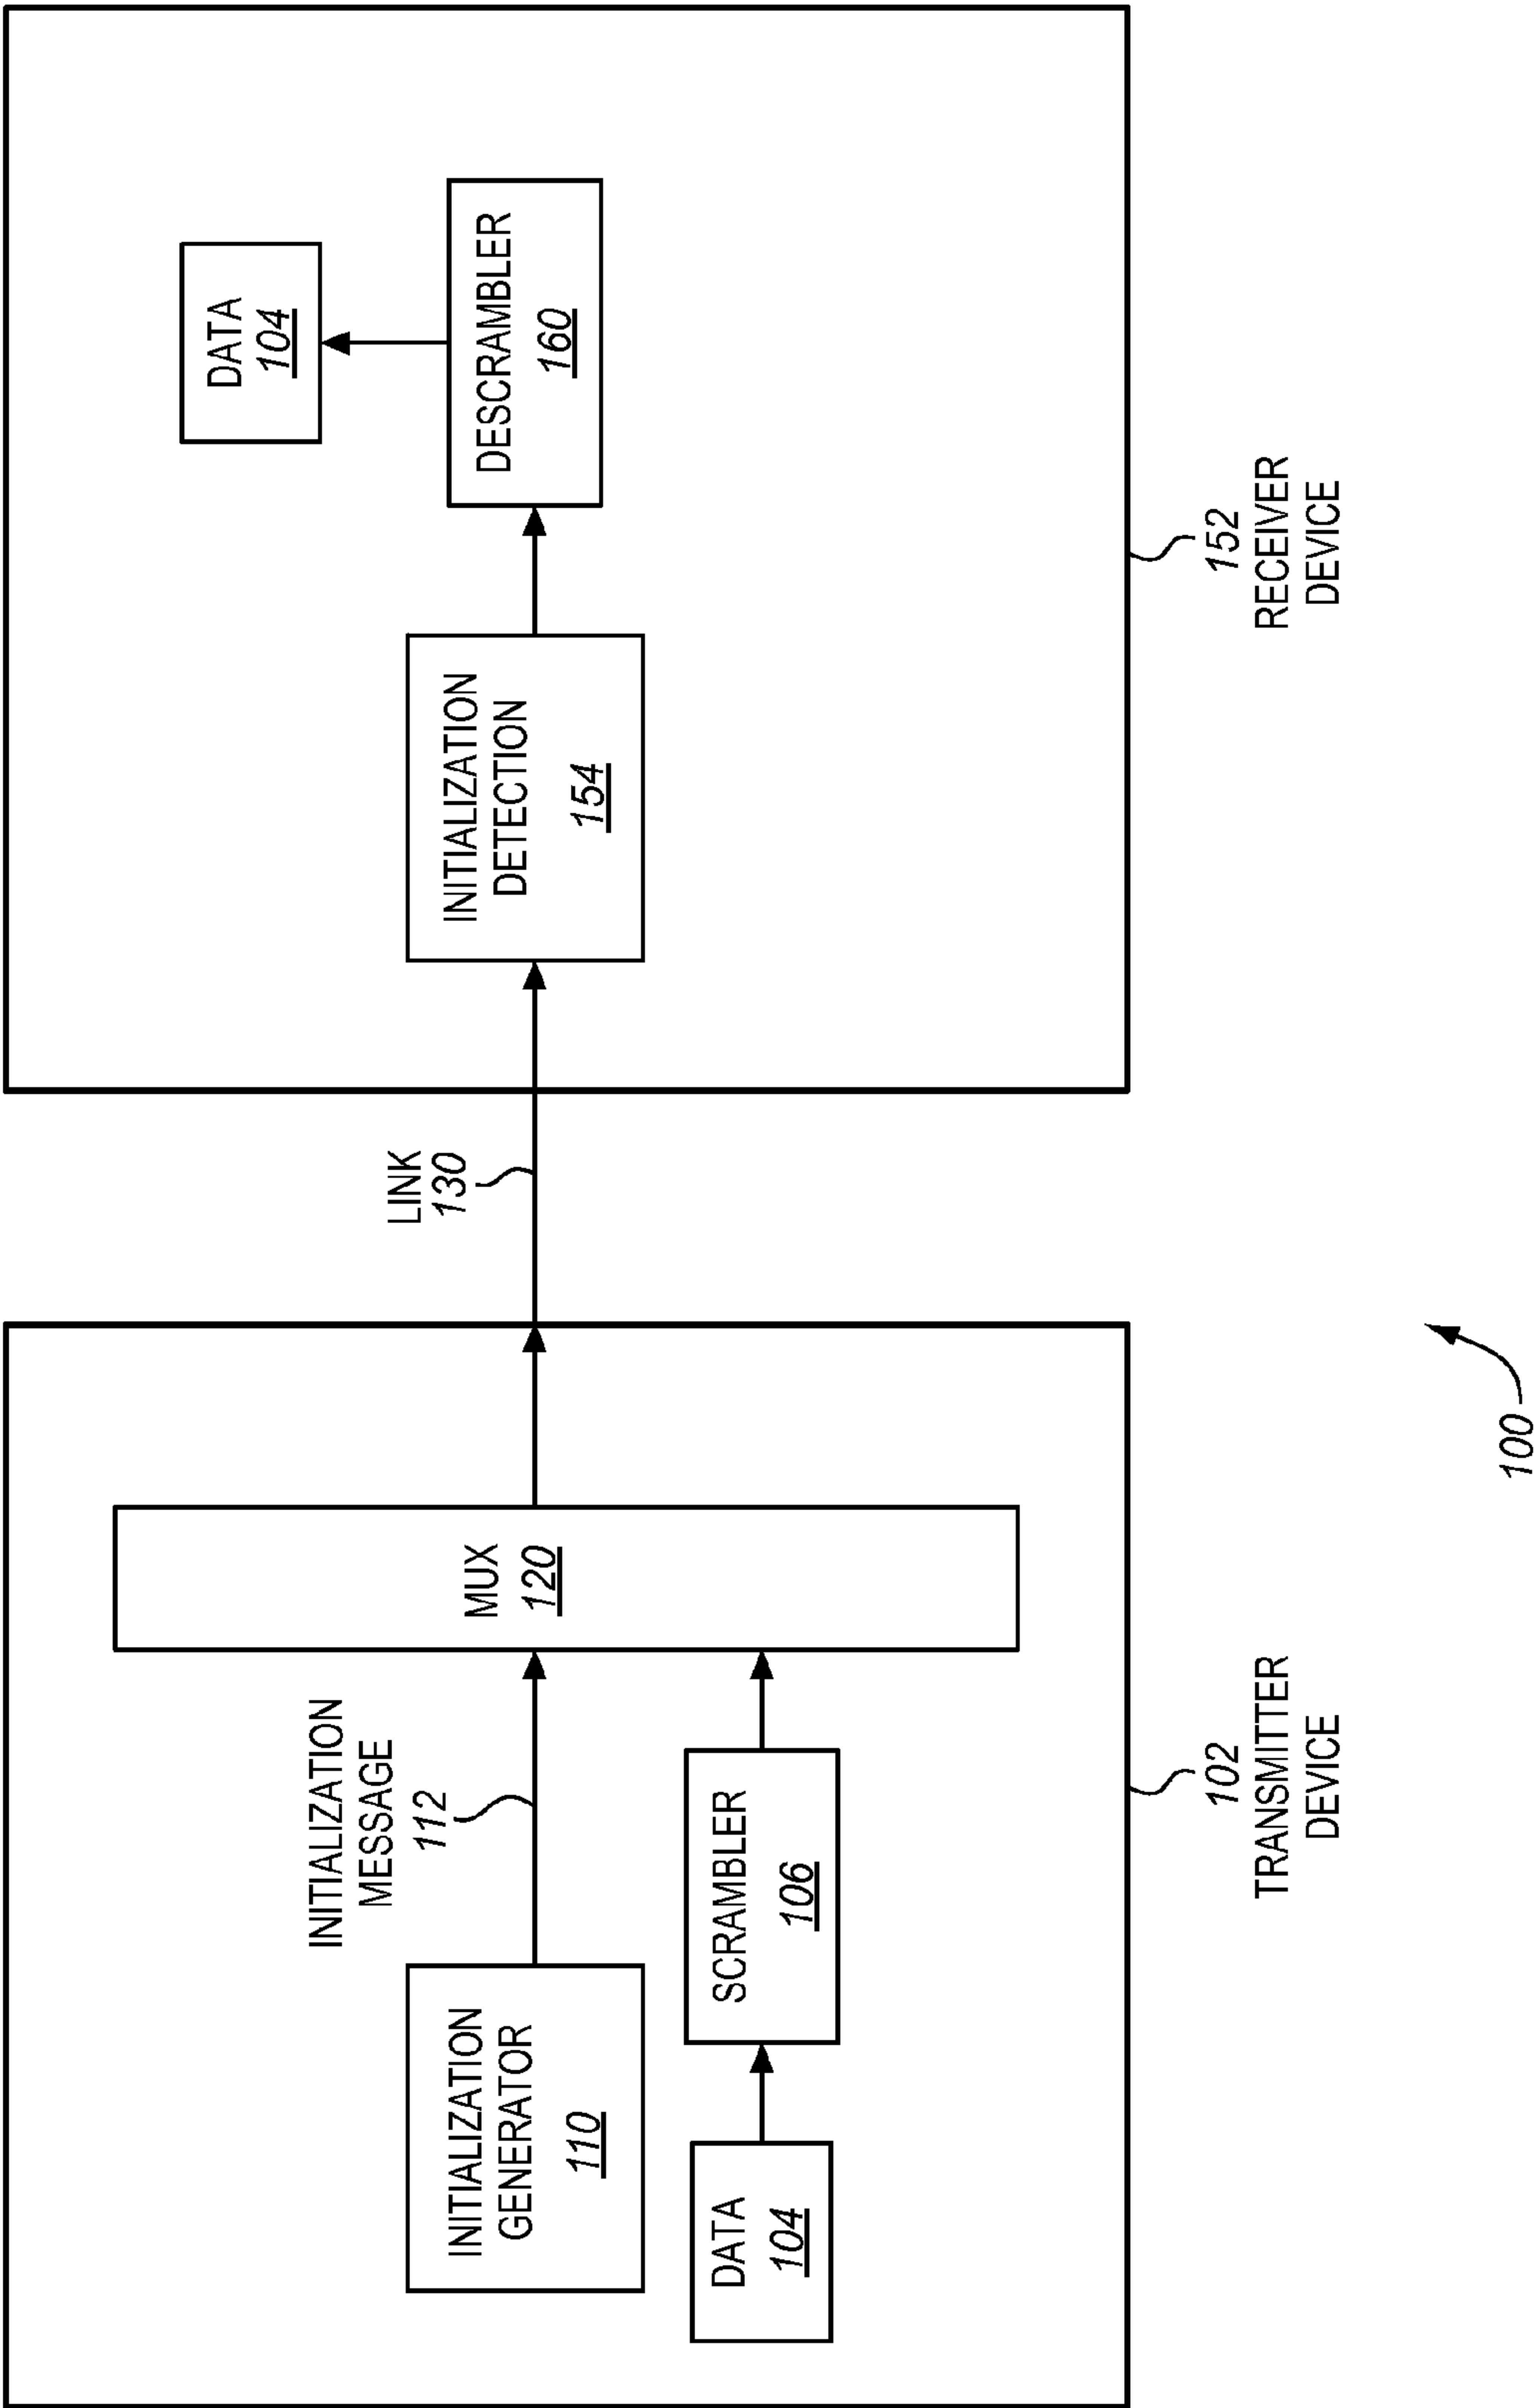 INITIALIZATION
MESSAGE
112
INITIALIZATION
GENERATOR
110
DATA
104
SCRAMBLER
106
MUX
120
102
TRANSMITTER
DEVICE
LINK
130
INITIALIZATION
DETECTION
154
DATA
104
DESCRAMBLER
160
152
RECEIVER
DEVICE
100